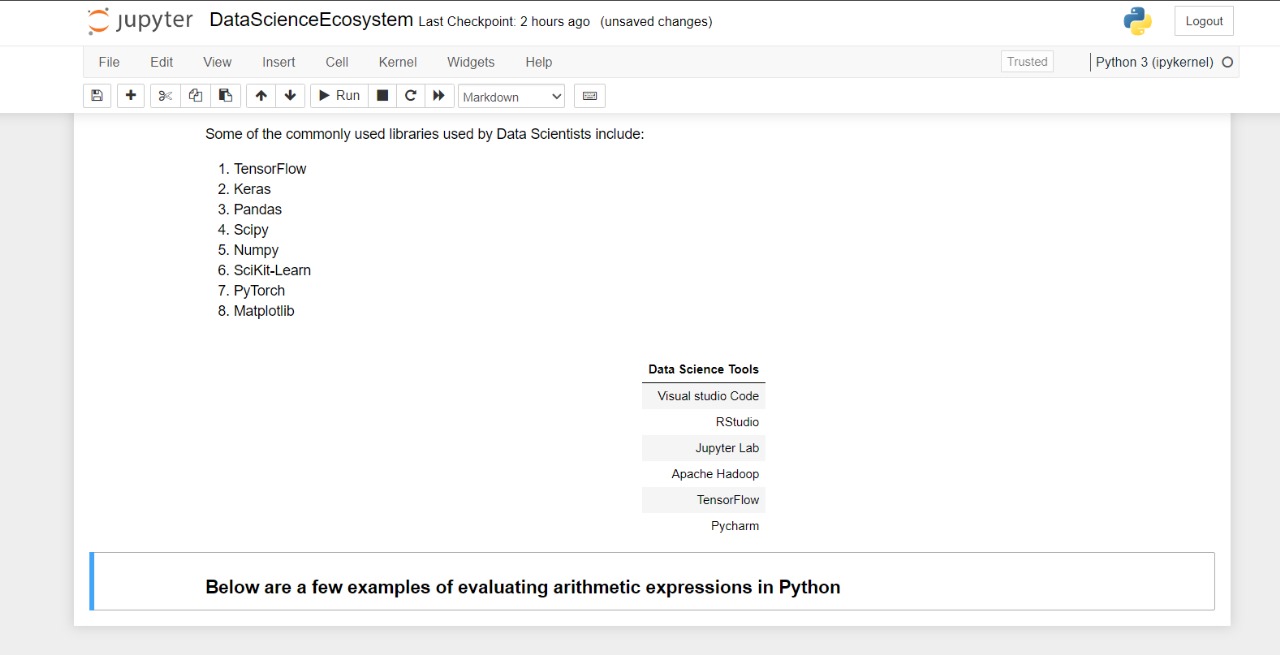 jupyter DataScienceEcosystem Last Checkpoint: 2 hours ago (unsaved changes) Logout
File Edit View Insert Cell Kernel Widgets Help Trusted Python 3 (ipykernel)
Run Markdown
Some of the commonly used libraries used by Data Scientists include:
1. TensorFlow
2. Keras
3. Pandas
4. Scipy
5. Numpy
6. SciKit-Learn
7. PyTorch
8. Matplotlib
Data Science Tools
Visual studio Code
RStudio
Jupyter Lab
Apache Hadoop
TensorFlow
Pycharm
Below are a few examples of evaluating arithmetic expressions in Python